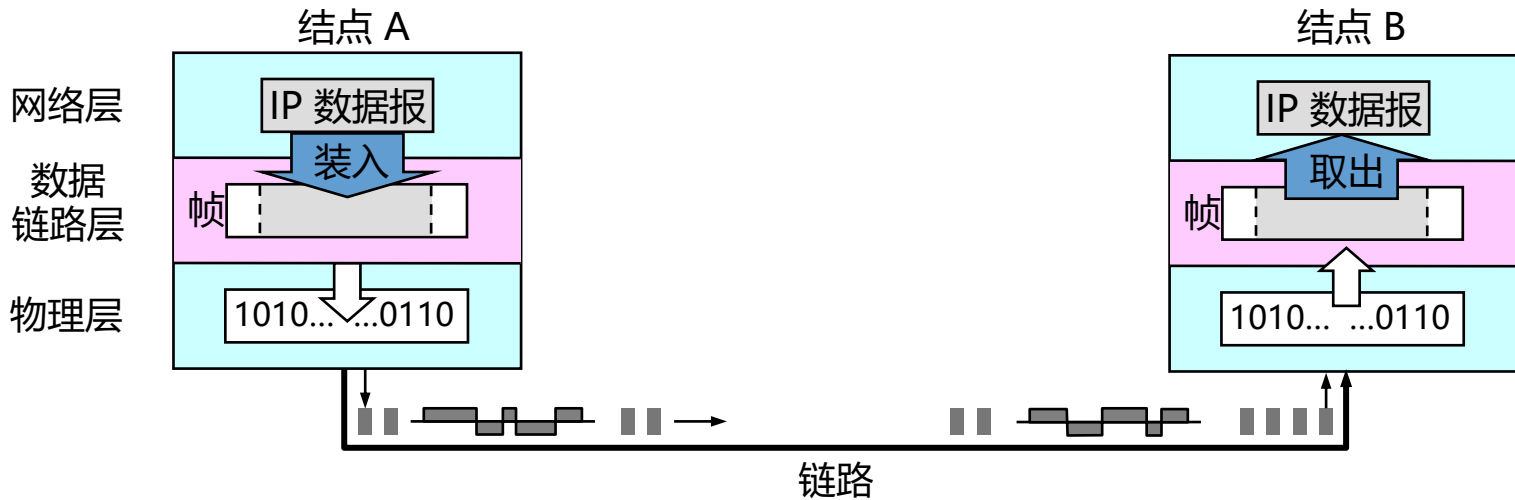 结点 A
结点 B
网络层
IP 数据报
IP 数据报
装入
取出
数据
链路层
帧
帧
物理层
1010... ...0110
1010... ...0110
链路